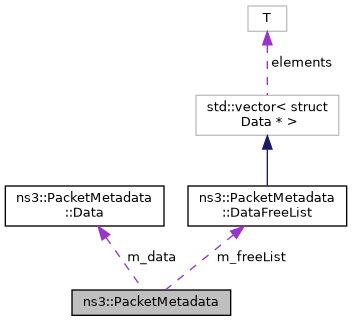 T
elements
std::vector< struct
Data * >
ns3::PacketMetadata
::Data
ns3::PacketMetadata
::DataFreeList
m_data
m_freeList
ns3::PacketMetadata